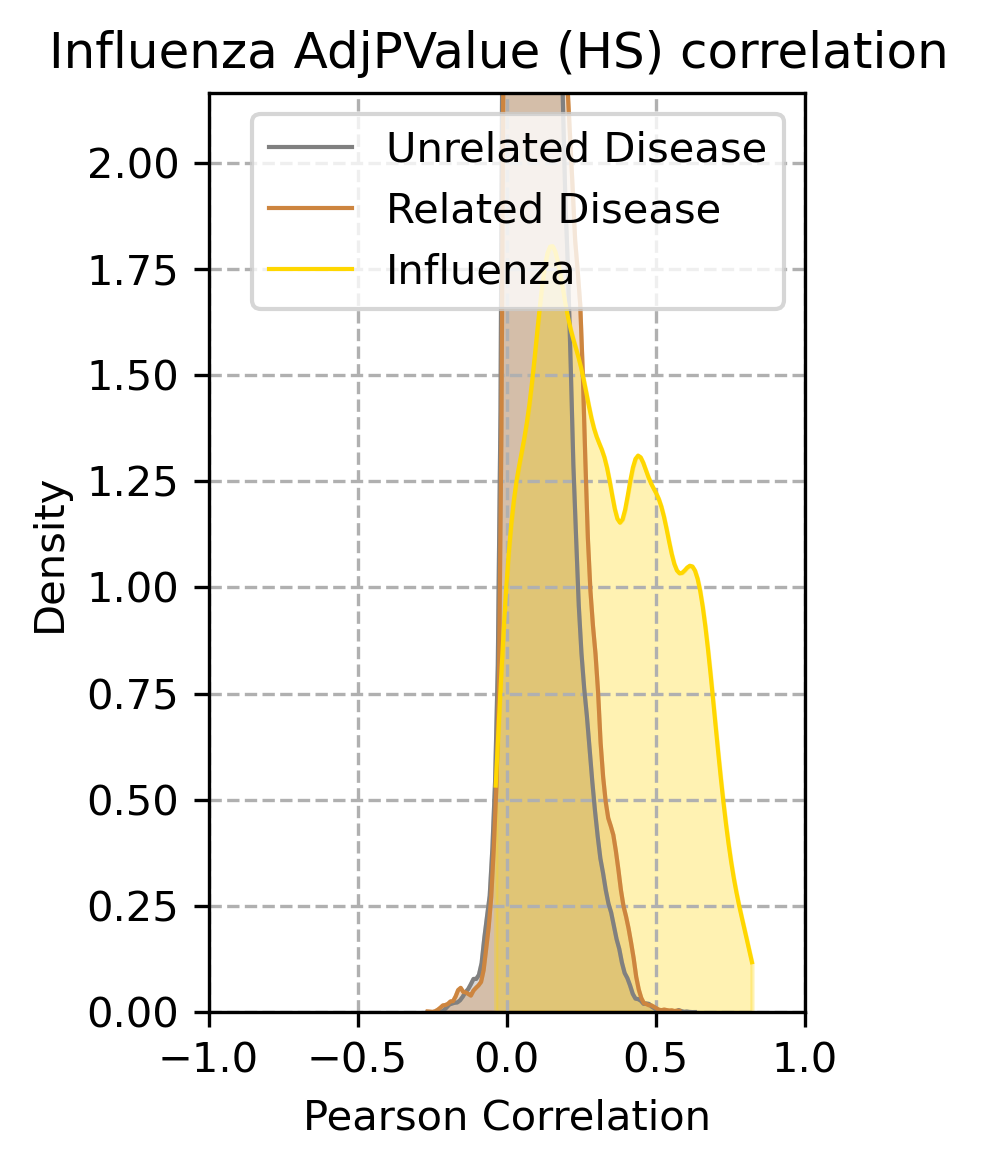 Influenza AdjPValue (HS) correlation
Unrelated Disease
Related Disease
Influenza
2.00
1.75
1.50
1.25
1.00
0.75
0.50
0.25
0.00
Density
−1.0 −0.5 0.0 0.5 1.0
Pearson Correlation